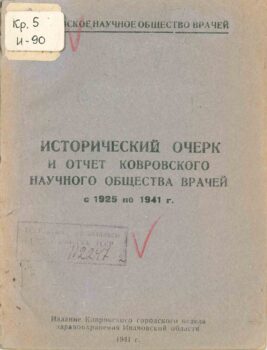 Кр. 5
И-90
СКОЕ НАУЧНОЕ ОБЩЕСТВО ВРАЧЕЙ
ИСТОРИЧЕСКИЙ ОЧЕРК
И ОТЧЕТ КОВРОВСКОГО
НАУЧНОГО ОБЩЕСТВА ВРАЧЕЙ
с 1925 по 1941 г.
Издание Ковровского городского отдела
здравоохранения Ивановской области
1941 г.